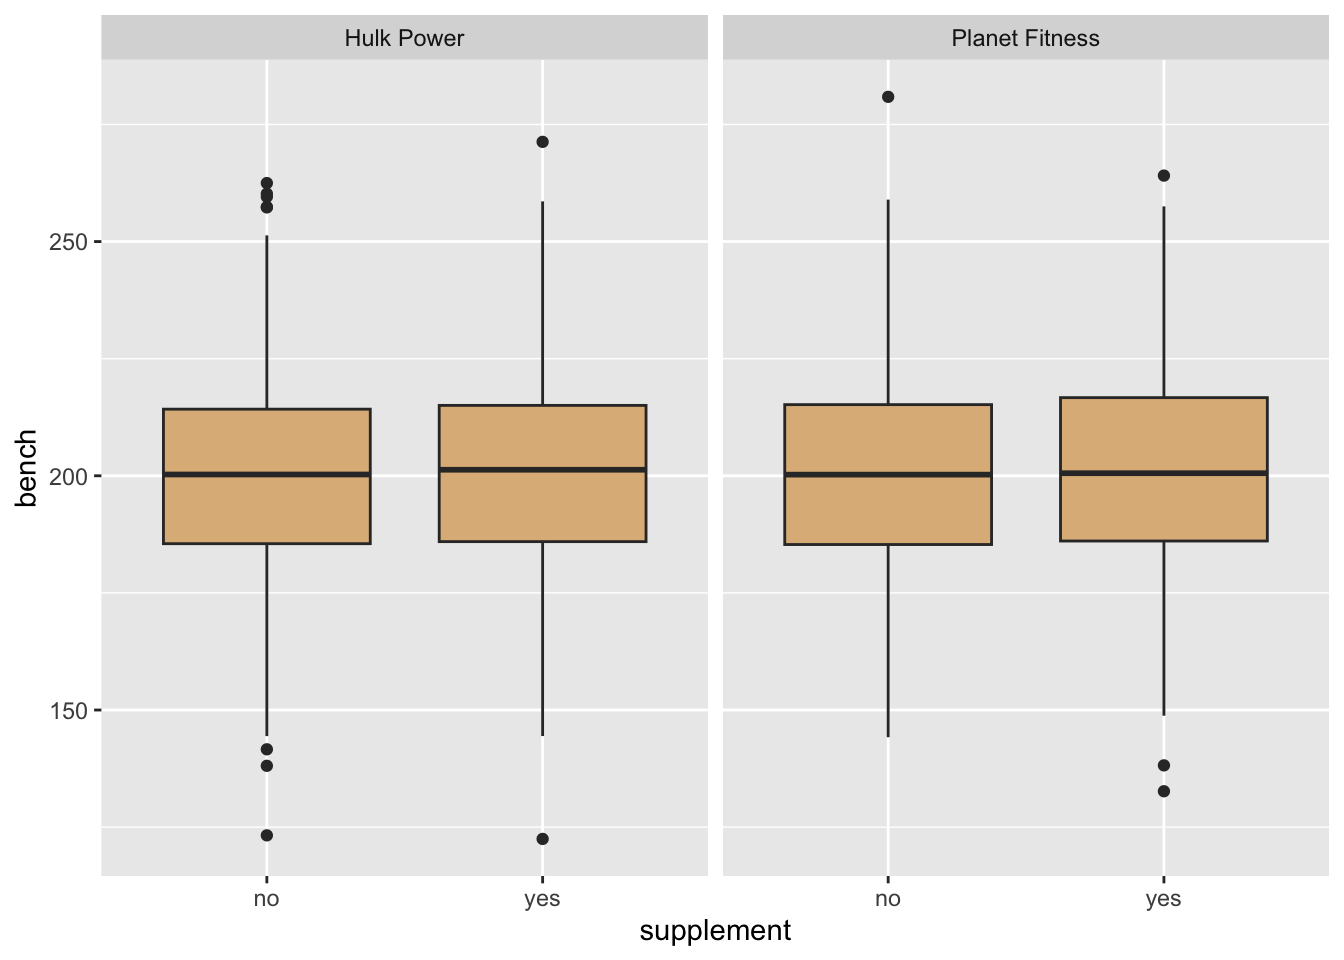 Hulk Power
Planet Fitness
bench
250
200
150
no
yes
no
yes
supplement